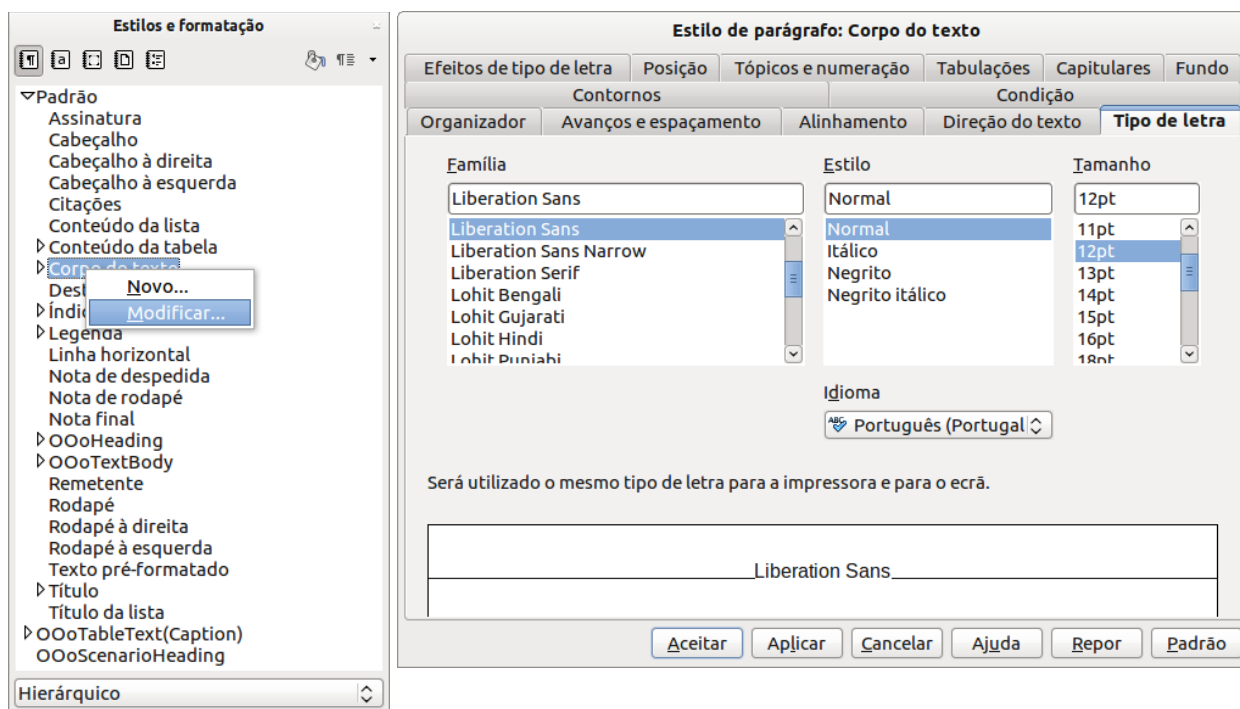 Estilos e formatação
Padrão
Assinatura
Cabeçalho
Cabeçalho à direita
Cabeçalho à esquerda
Citações
Conteúdo da lista
Conteúdo da tabela
Corpo do texto
Novo...
Dest
Modificar...
Índi
Legenda
Linha horizontal
Nota de despedida
Nota de rodapé
Nota final
OOoHeading
OOoTextBody
Remetente
Rodapé
Rodapé à direita
Rodapé à esquerda
Texto pré-formatado
Título
Título da lista
OOoTableText(Caption)
OOoScenarioHeading
Hierárquico
Estilo de parágrafo: Corpo do texto
Efeitos de tipo de letra Posição Tópicos e numeração Tabulações Capitulares Fundo
Contornos Condição
Organizador Avanços e espaçamento Alinhamento Direção do texto Tipo de letra
Família Estilo Tamanho
Liberation Sans Normal 12pt
Liberation Sans Normal 11pt
Liberation Sans Narrow Itálico 12pt
Liberation Serif Negrito 13pt
Lohit Bengali Negrito itálico 14pt
Lohit Gujarati 15pt
Lohit Hindi 16pt
Lohit Punjabi 18pt
Idioma
ABC Português (Portugal
Será utilizado o mesmo tipo de letra para a impressora e para o ecrã.
Liberation Sans
Aceitar Aplicar Cancelar Ajuda Repor Padrão